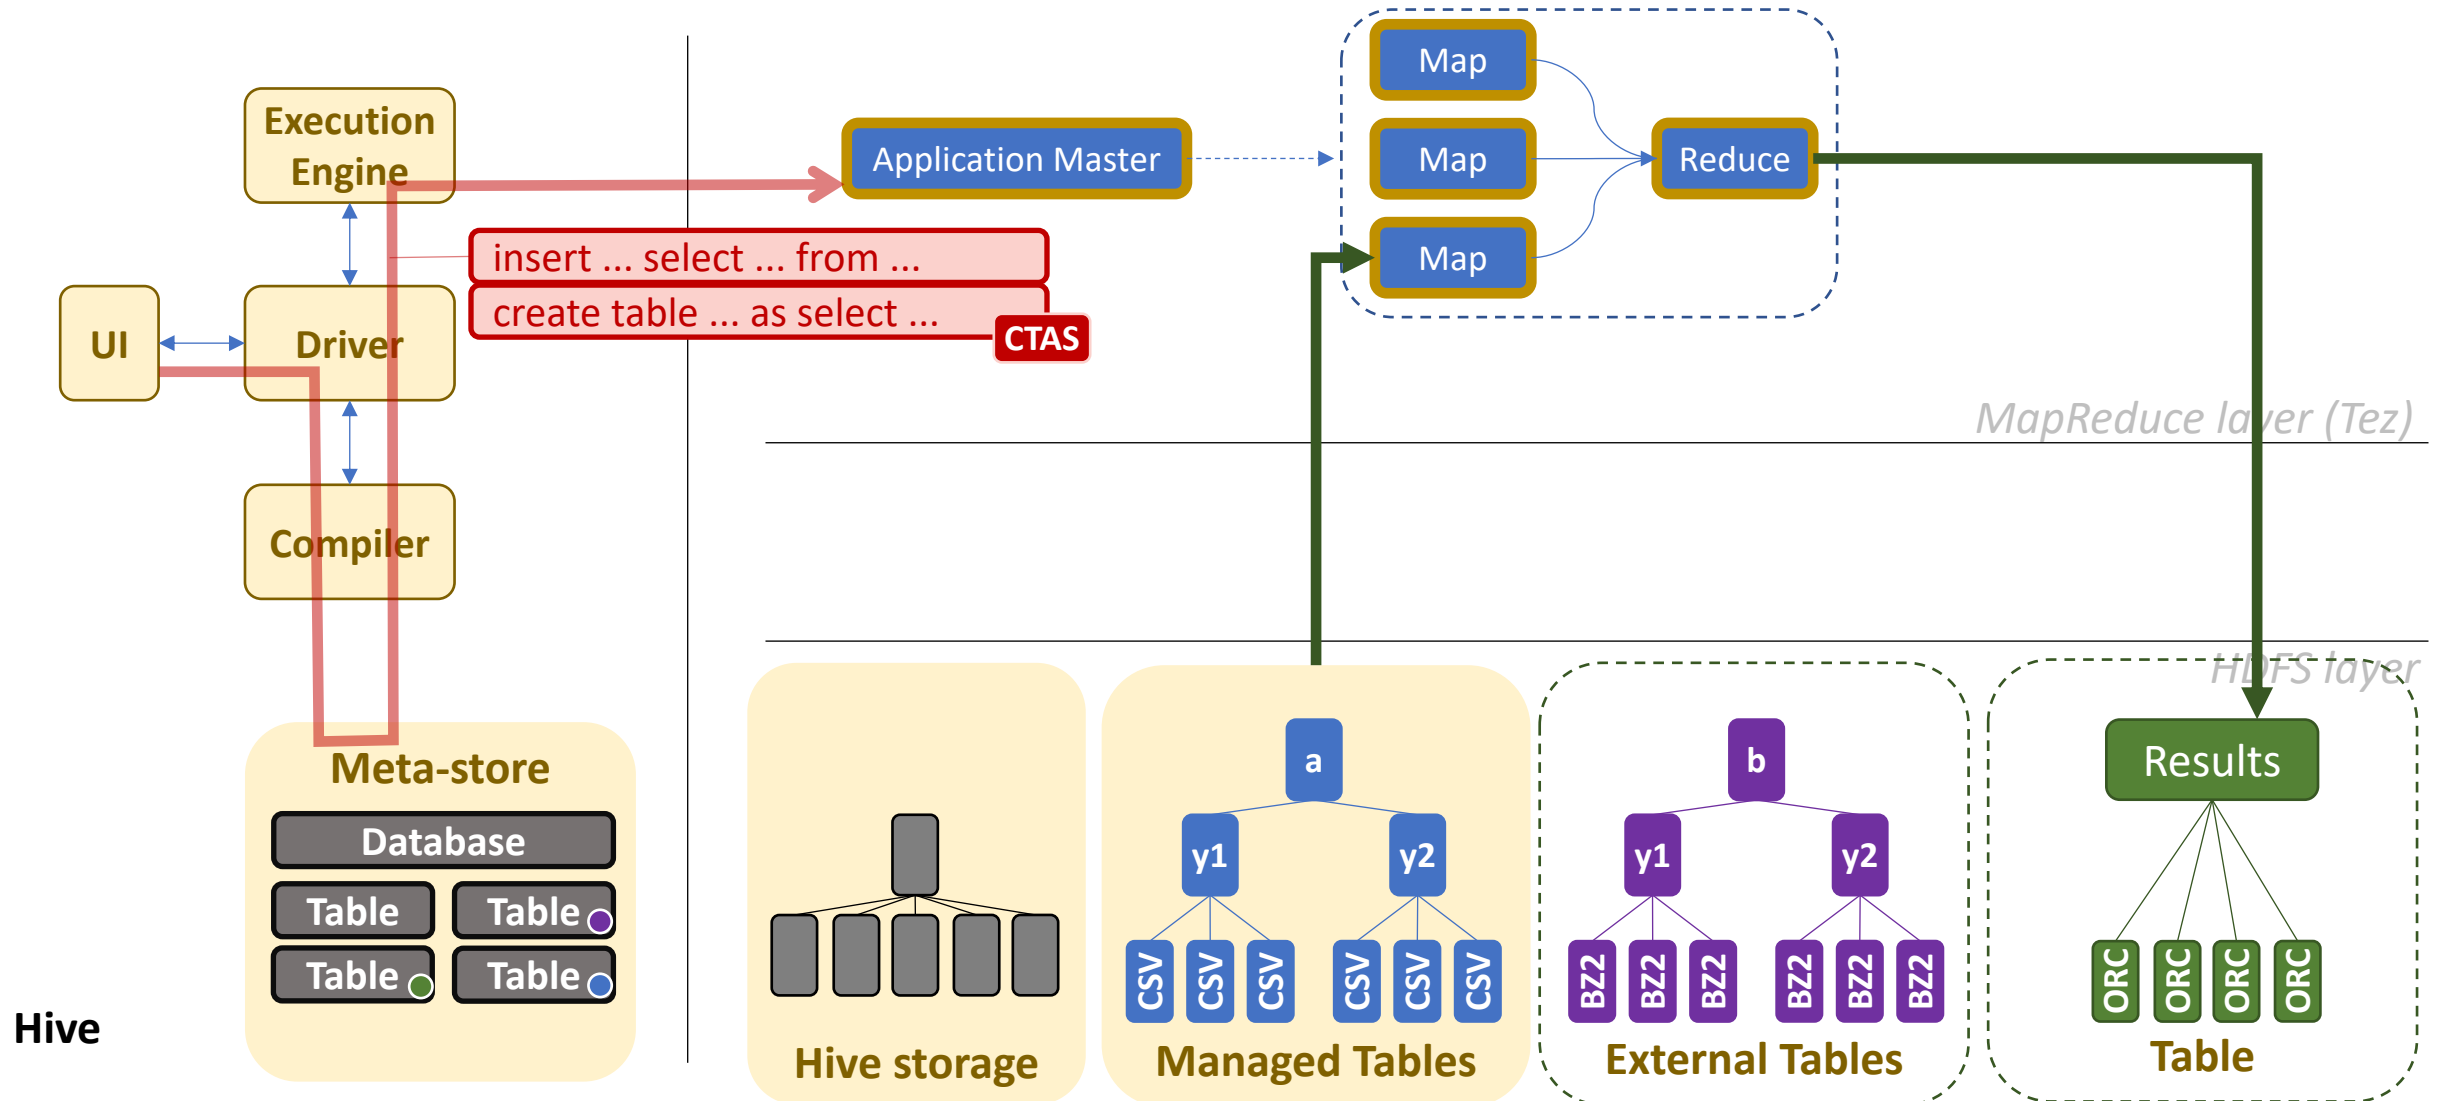 Execution
Engine
UI
Driver
Compiler
insert ... select ... from ...
create table ... as select ...
CTAS
Application Master
Map
Map
Map
Reduce
MapReduce layer (Tez)
HDFS layer
Meta-store
Database
Table
Table
Table
Table
Hive
Hive storage
a
y1
y2
CSV
CSV
CSV
CSV
CSV
CSV
Managed Tables
b
y1
y2
BZ2
BZ2
BZ2
BZ2
BZ2
BZ2
External Tables
Results
ORC
ORC
ORC
ORC
Table